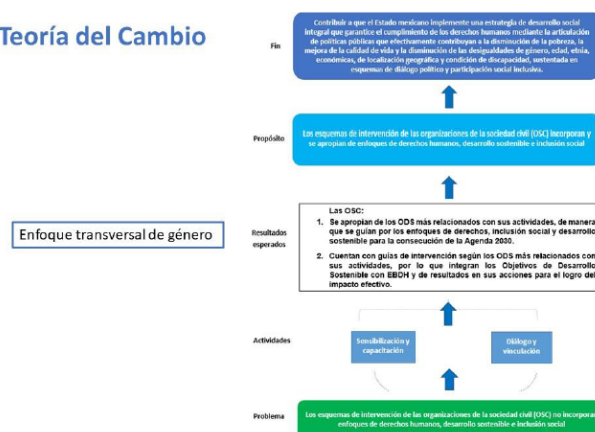 Teoría del Cambio
Fin
Contribuir a que el Estado mexicano implemente una estrategia de desarrollo social
integral que garantice el cumplimiento de los derechos humanos mediante la articulación
de políticas públicas que efectivamente contribuyan a la disminución de la pobreza, la
mejora de la calidad de vida y la disminución de las desigualdades de género, edad, etnia,
económicas, de localización geográfica y condición de discapacidad, sustentada en
esquemas de diálogo político y participación social inclusiva.
Propósito
Los esquemas de intervención de las organizaciones de la sociedad civil (OSC) incorporan y
se apropian de enfoques de derechos humanos, desarrollo sostenible e inclusión social
Enfoque transversal de género
Resultados
esperados
Las OSC:
1. Se apropian de los ODS más relacionados con sus actividades, de manera
que se guían por los enfoques de derechos, inclusión social y desarrollo
sostenible para la consecución de la Agenda 2030.
2. Cuentan con guías de intervención según los ODS más relacionados con
sus actividades, por lo que integran los Objetivos de Desarrollo
Sostenible con EBDH y de resultados en sus acciones para el logro del
impacto efectivo.
Actividades
Sensibilización y
capacitación
Diálogo y
vinculación
Problema
Los esquemas de intervención de las organizaciones de la sociedad civil (OSC) no incorporan
enfoques de derechos humanos, desarrollo sostenible e inclusión social